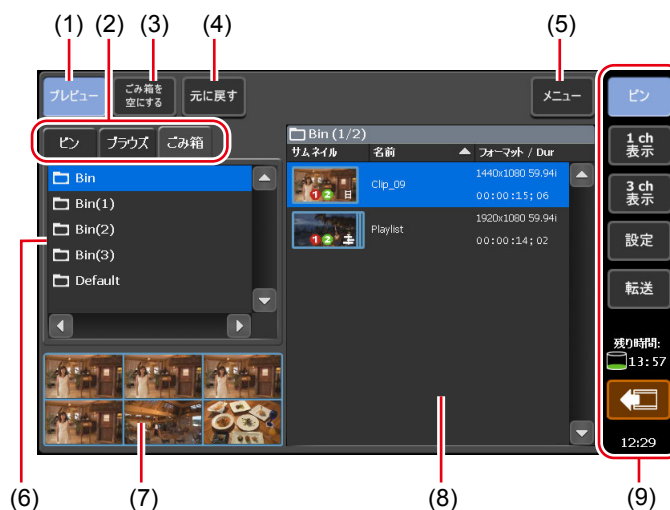 (1)
(2)
(3)
(4)
(5)
プレビュー
ごみ箱を
空にする
元に戻す
メニュー
ビン
ブラウズ
ごみ箱
Bin
Bin(1)
Bin(2)
Bin(3)
Default
Bin (1/2)
サムネイル 名前 フォーマット / Dur
1 2
Clip_09
1440x1080 59.94i
00:00:15;06
1 2
Playlist
1920x1080 59.94i
00:00:14;02
ビン
1 ch
表示
3 ch
表示
設定
転送
残り時間:
13:57
12:29
(6)
(7)
(8)
(9)